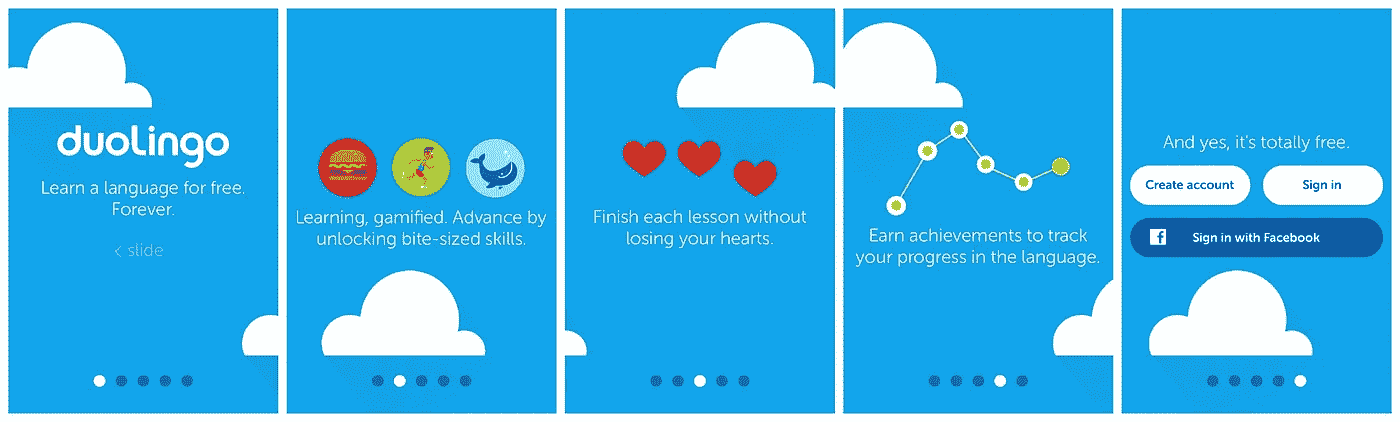 duolingo
Learn a language for free.
Forever.
< slide
Learning, gamified. Advance by
unlocking bite-sized skills.
Finish each lesson without
losing your hearts.
Earn achievements to track
your progress in the language.
And yes, it's totally free.
Create account
Sign in
f
Sign in with Facebook